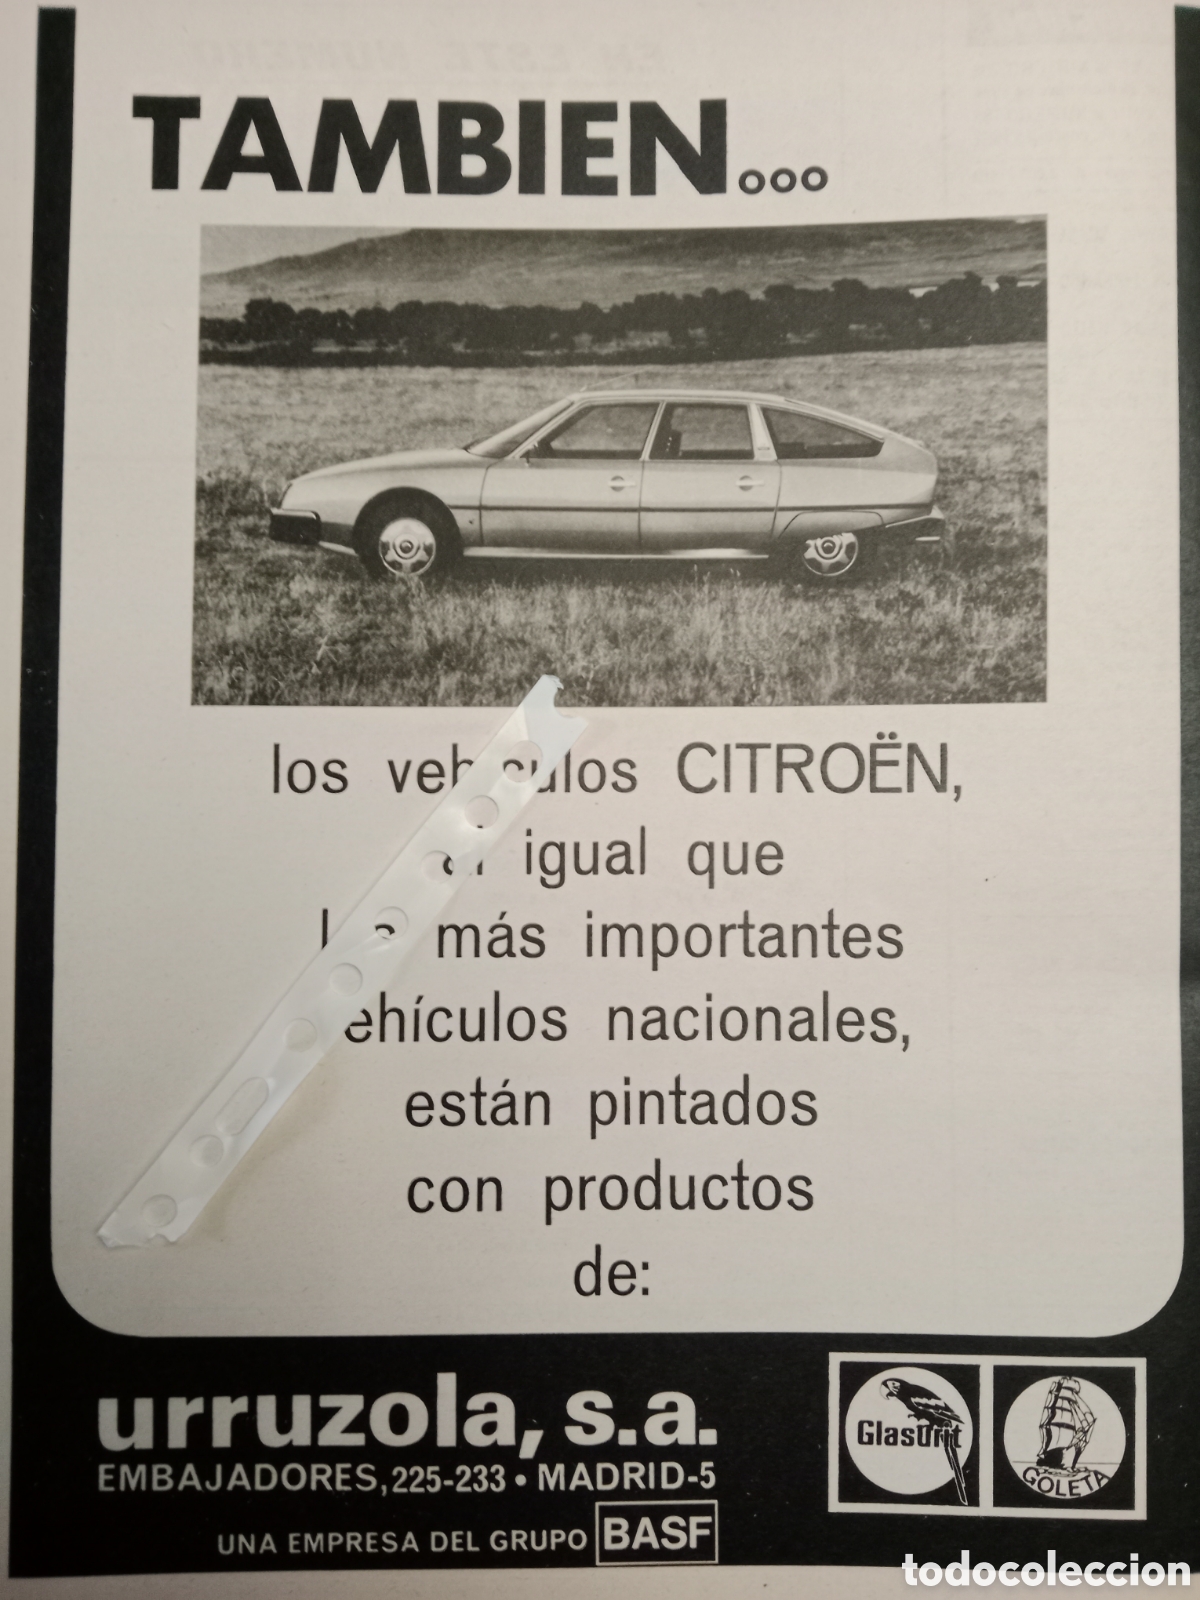 TAMBIEN...
los vehículos CITROËN,
al igual que
más importantes
vehículos nacionales,
están pintados
con productos
de:
urruzola, s.a.
EMBAJADORES, 225-233 • MADRID-5
UNA EMPRESA DEL GRUPO BASF
GlasUrit
GOLETA
todocoleccion